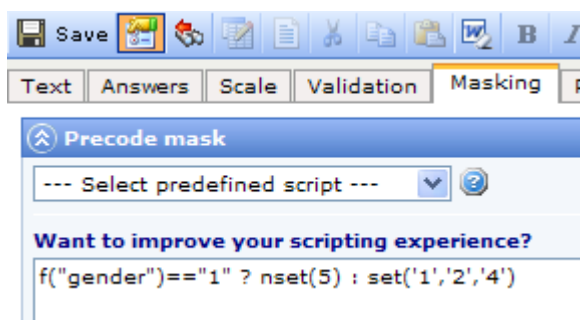 Save B I
Text Answers Scale Validation Masking
Precode mask
--- Select predefined script ---
Want to improve your scripting experience?
f("gender")=="1" ? nset(5) : set('1','2','4')